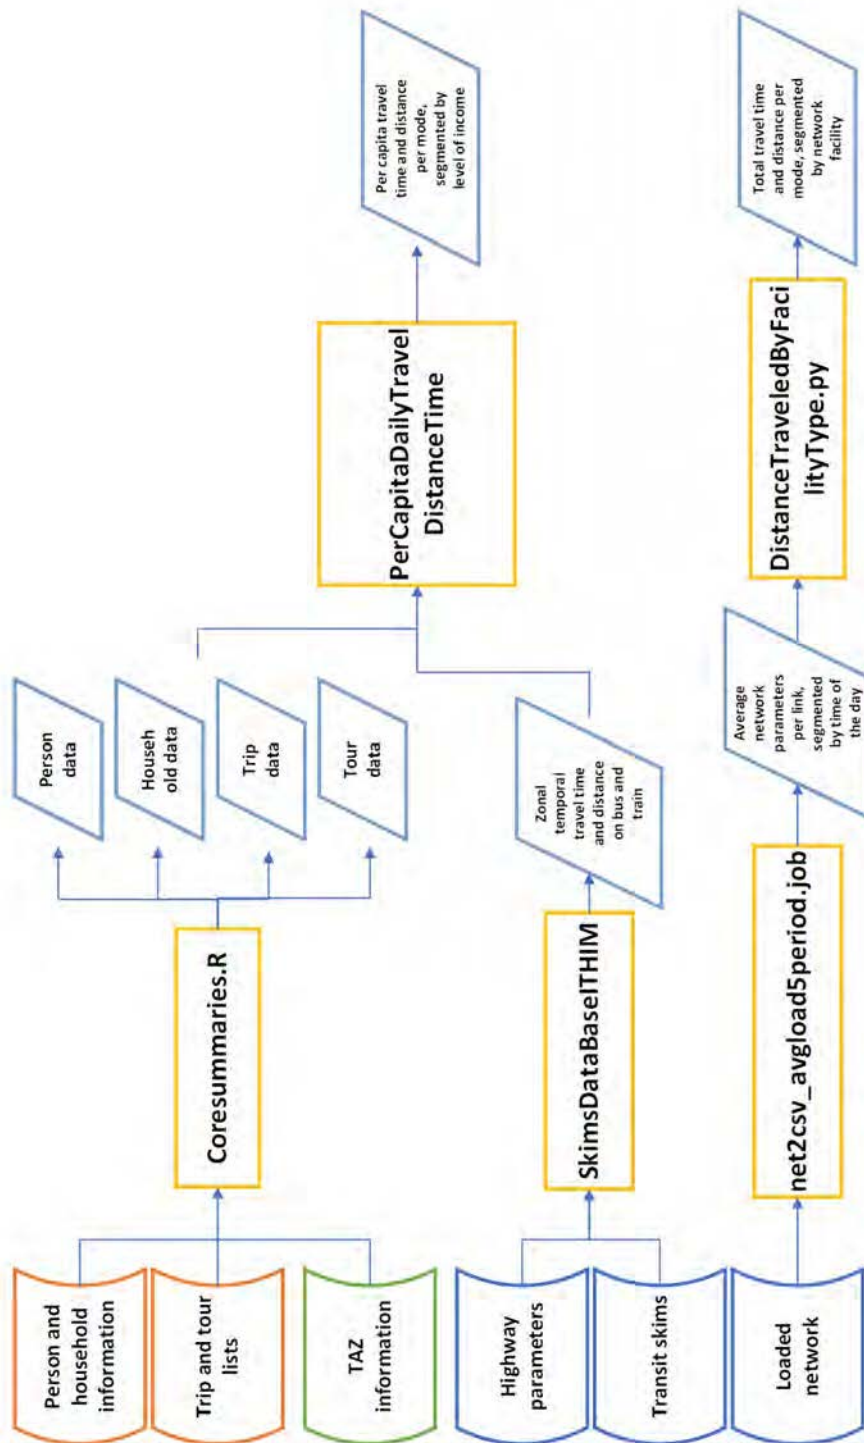 Person and
household
information
Trip and tour
lists
TAZ
information
Highway
parameters
Transit skims
Loaded
network
Coresummaries.R
SkimsDataBaseITHIM
net2csv_avgload5period.job
Person
data
Househ
old data
Trip
data
Tour
data
Zonal
temporal
travel time
and distance
on bus and
train
Average
network
parameters
per link,
segmented
by time of
the day
PerCapitaDailyTravel
DistanceTime
DistanceTraveledByFaci
lityType.py
Per capita travel
time and distance
per mode,
segmented by
level of income
Total travel time
and distance per
mode, segmented
by network
facility